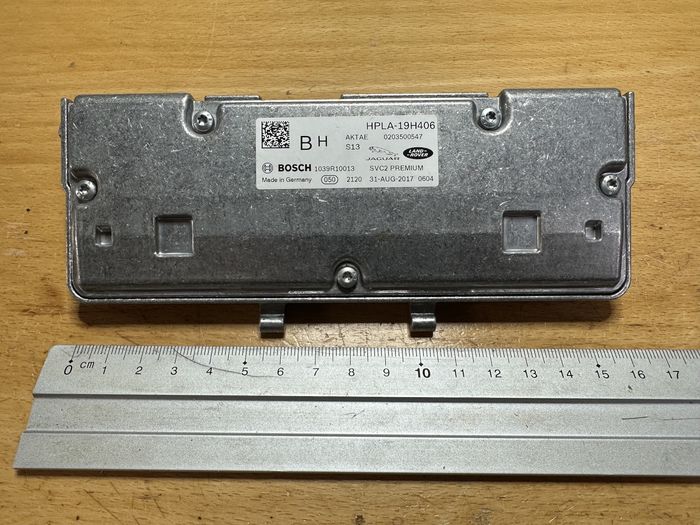 HPLA-19H406
B H
AKTAE 0203500547
S13
JAGUAR
LAND-ROVER
BOSCH 1039R10013 SVC2 PREMIUM
Made in Germany 050 2120 31-AUG-2017 0604
0 cm 1 2 3 4 5 6 7 8 9 10 11 12 13 14 15 16 17